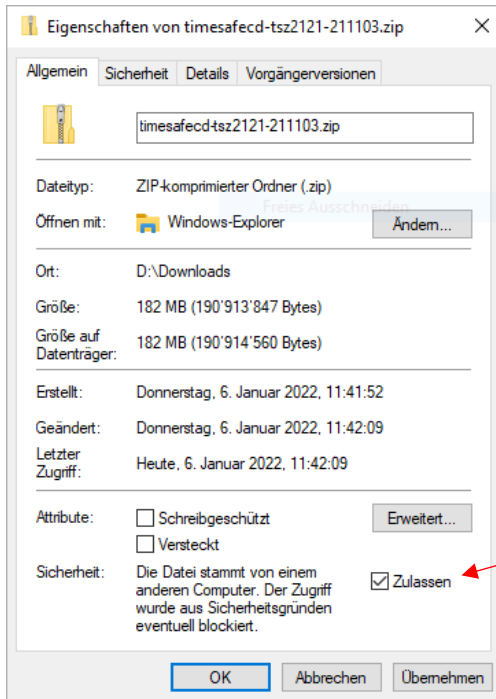 Eigenschaften von timesafecd-tsz2121-211103.zip
Allgemein Sicherheit Details Vorgängerversionen
timesafecd-tsz2121-211103.zip
Dateityp: ZIP-komprimierter Ordner (.zip)
Freies Ausschneiden
Öffnen mit: Windows-Explorer Ändern...
Ort: D:\Downloads
Größe: 182 MB (190'913'847 Bytes)
Größe auf
Datenträger: 182 MB (190'914'560 Bytes)
Erstellt: Donnerstag, 6. Januar 2022, 11:41:52
Geändert: Donnerstag, 6. Januar 2022, 11:42:09
Letzter
Zugriff: Heute, 6. Januar 2022, 11:42:09
Attribute: Schreibgeschützt Erweitert...
Versteckt
Sicherheit: Die Datei stammt von einem
anderen Computer. Der Zugriff Zulassen
wurde aus Sicherheitsgründen
eventuell blockiert.
OK Abbrechen Übernehmen